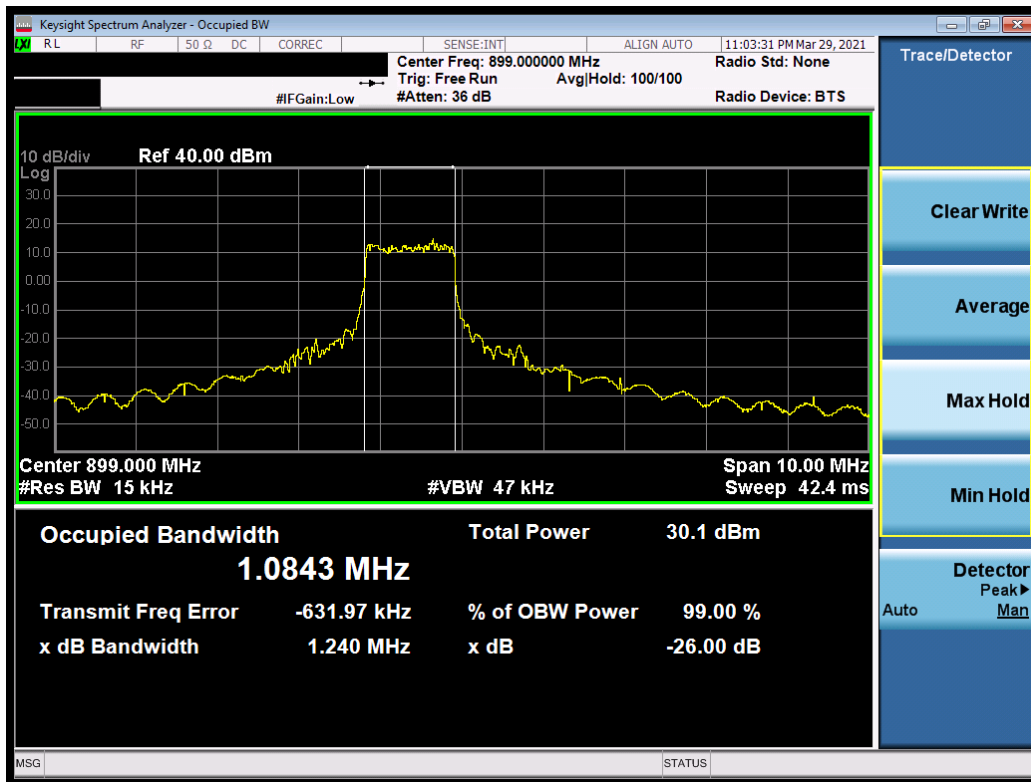 Keysight Spectrum Analyzer - Occupied BW
LXI RL RF 50 Ω DC CORREC SENSE:INT ALIGN AUTO 11:03:31 PM Mar 29, 2021
Center Freq: 899.000000 MHz Radio Std: None
Trig: Free Run Avg|Hold: 100/100
#IFGain:Low #Atten: 36 dB Radio Device: BTS
10 dB/div Ref 40.00 dBm
Log
30.0
20.0
10.0
0.00
-10.0
-20.0
-30.0
-40.0
-50.0
Center 899.000 MHz Span 10.00 MHz
#Res BW 15 kHz #VBW 47 kHz Sweep 42.4 ms
Occupied Bandwidth Total Power 30.1 dBm
1.0843 MHz
Transmit Freq Error -631.97 kHz % of OBW Power 99.00 %
x dB Bandwidth 1.240 MHz x dB -26.00 dB
MSG STATUS
Trace/Detector
Clear Write
Average
Max Hold
Min Hold
Detector
Peak▶
Auto Man